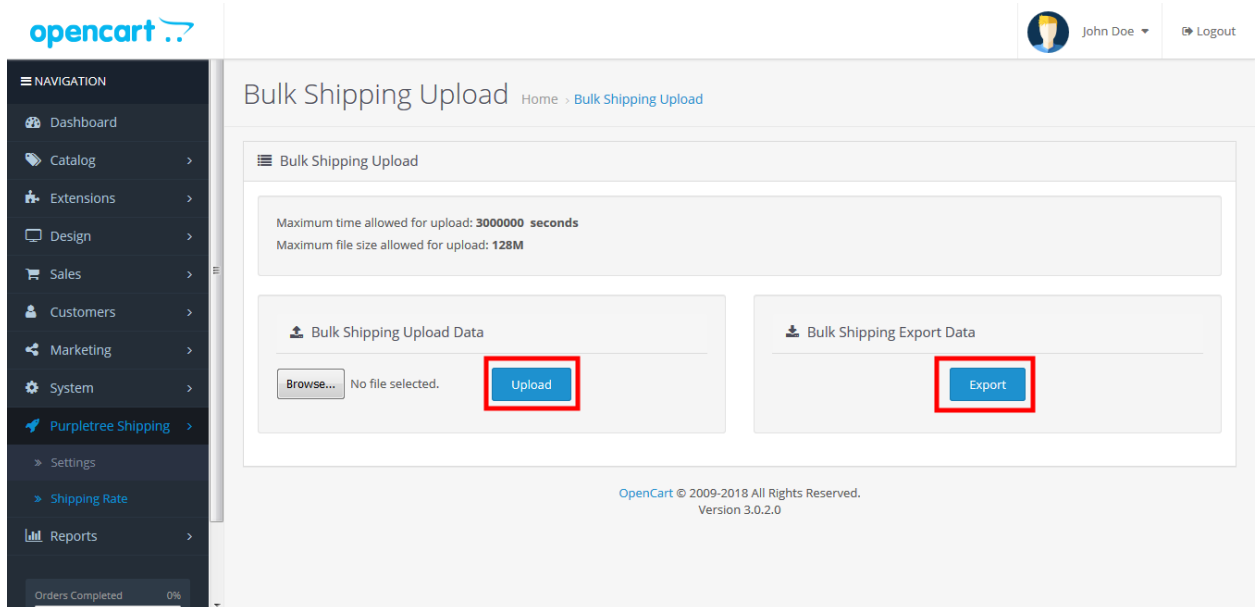 opencart
John Doe
Logout
NAVIGATION
Dashboard
Catalog
Extensions
Design
Sales
Customers
Marketing
System
Purpletree Shipping
Settings
Shipping Rate
Reports
Orders Completed 0%
Bulk Shipping Upload Home › Bulk Shipping Upload
Bulk Shipping Upload
Maximum time allowed for upload: 3000000 seconds
Maximum file size allowed for upload: 128M
Bulk Shipping Upload Data
Browse... No file selected. Upload
Bulk Shipping Export Data
Export
OpenCart © 2009-2018 All Rights Reserved.
Version 3.0.2.0